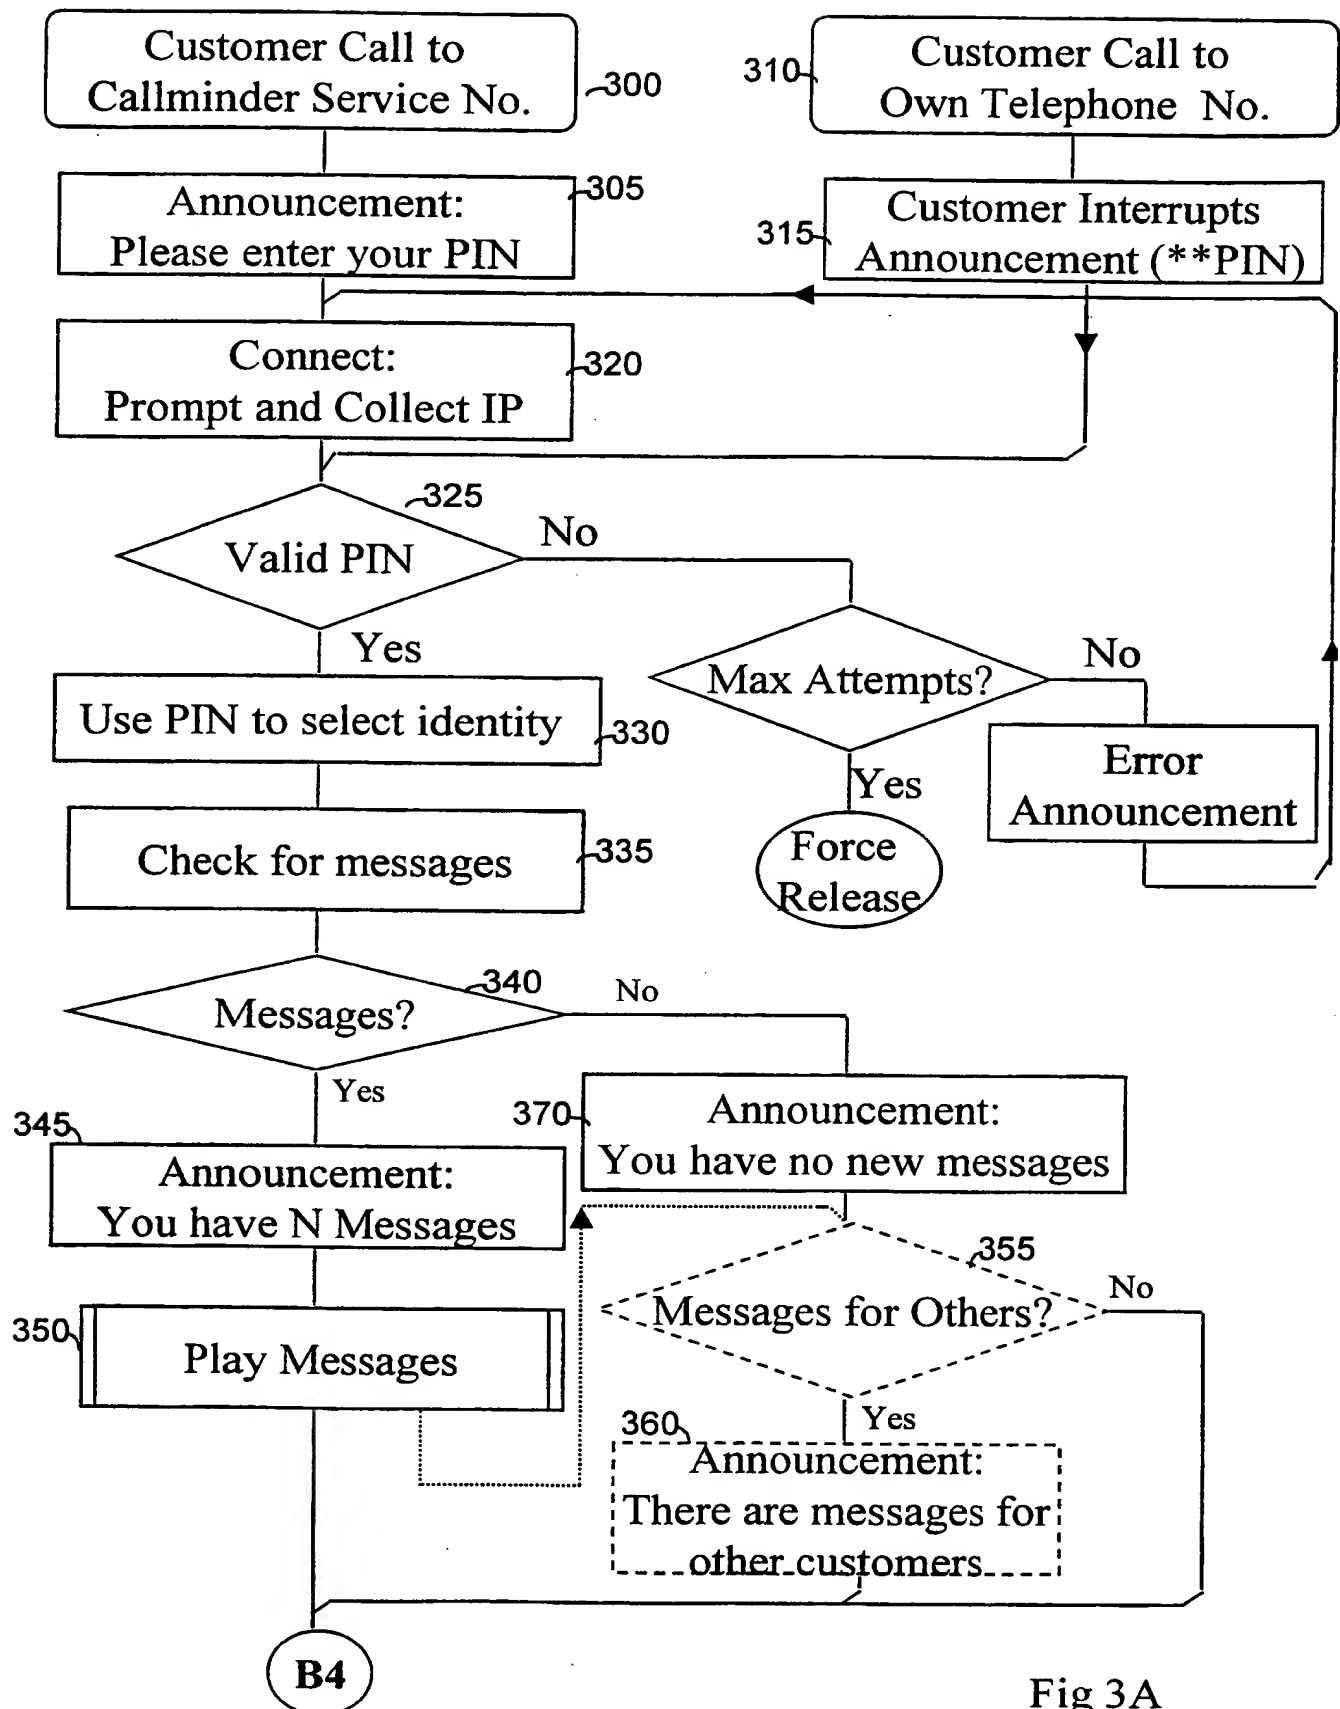 Customer Call to
Callminder Service No.
300
310
Customer Call to
Own Telephone No.
Announcement:
Please enter your PIN
305
315
Customer Interrupts
Announcement (**PIN)
Connect:
Prompt and Collect IP
320
325
Valid PIN
No
Yes
Max Attempts?
No
Use PIN to select identity
330
Yes
Error
Announcement
Force
Release
Check for messages
335
340
Messages?
No
Yes
345
Announcement:
You have N Messages
370
Announcement:
You have no new messages
355
Messages for Others?
No
350
Play Messages
Yes
360
Announcement:
There are messages for
other customers
B4
Fig 3A